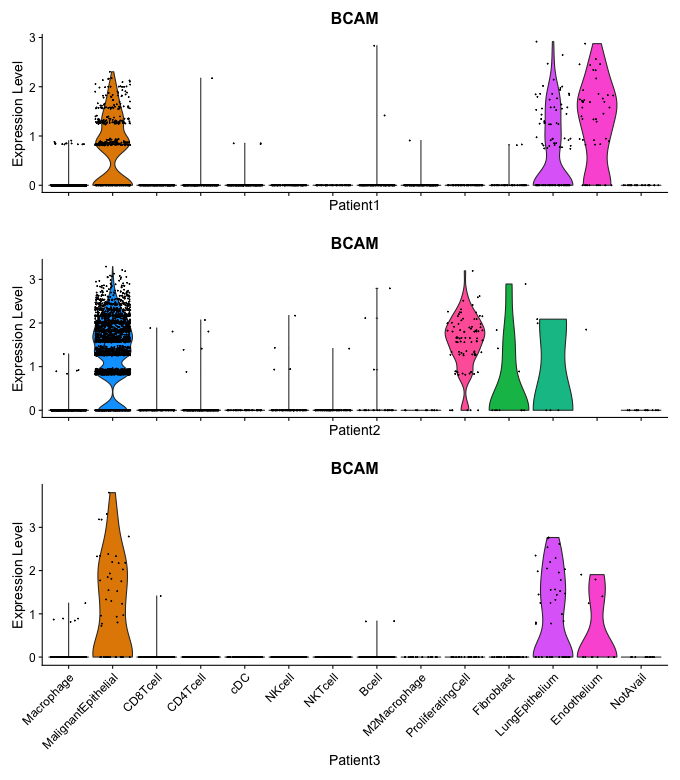 BCAM
Expression Level
3
2
1
0
Patient1
BCAM
Expression Level
3
2
1
0
Patient2
BCAM
Expression Level
3
2
1
0
Macrophage
MalignantEpithelial
CD8Tcell
CD4Tcell
cDC
NKcell
NKTcell
Bcell
M2Macrophage
ProliferatingCell
Fibroblast
LungEpithelium
Endothelium
NotAvail
Patient3